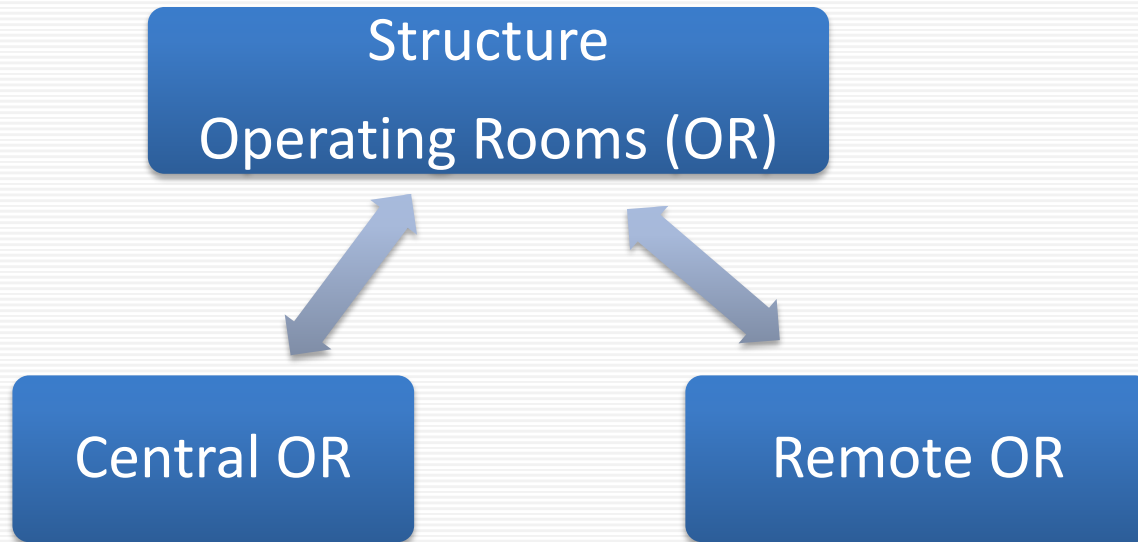 Structure
Operating Rooms (OR)
Central OR
Remote OR